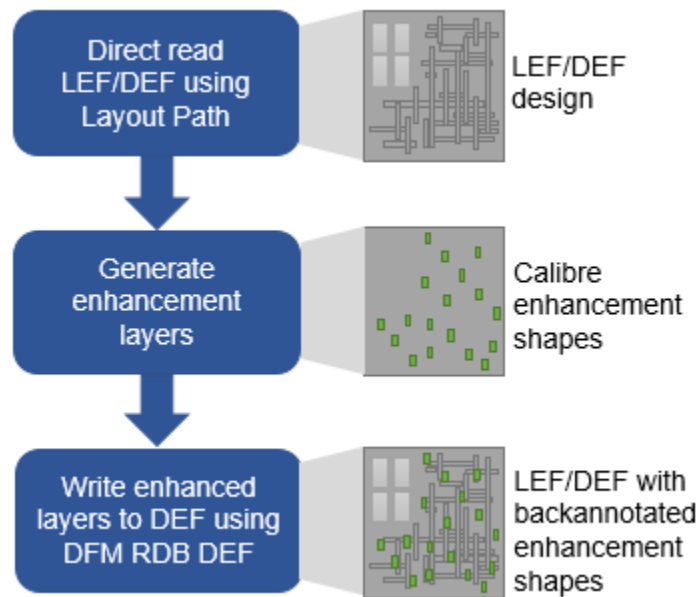 Direct read
LEF/DEF using
Layout Path
LEF/DEF
design
Generate
enhancement
layers
Calibre
enhancement
shapes
Write enhanced
layers to DEF using
DFM RDB DEF
LEF/DEF with
backannotated
enhancement
shapes